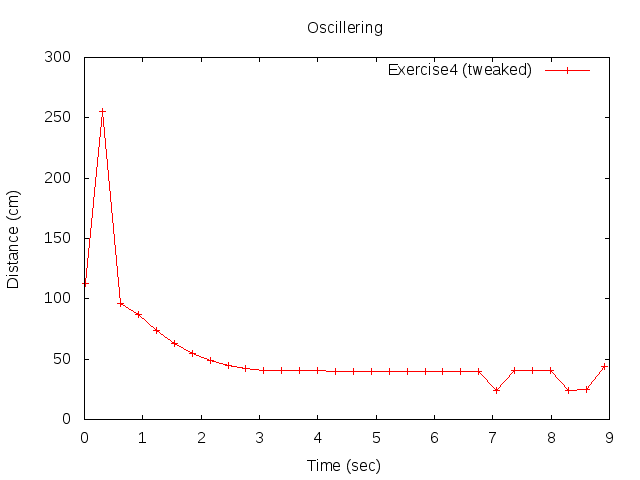 Oscillering
300
Exercise4 (tweaked)
250
200
150
100
50
0
Distance (cm)
0 1 2 3 4 5 6 7 8 9
Time (sec)